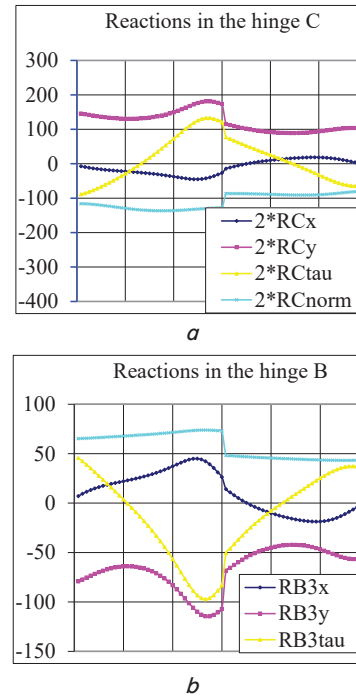 Reactions in the hinge C
300
200
100
0
-100
-200
-300
-400
2*RCx
2*RCy
2*RCtau
2*RCnorm
a
Reactions in the hinge B
100
50
0
-50
-100
-150
RB3x
RB3y
RB3tau
b